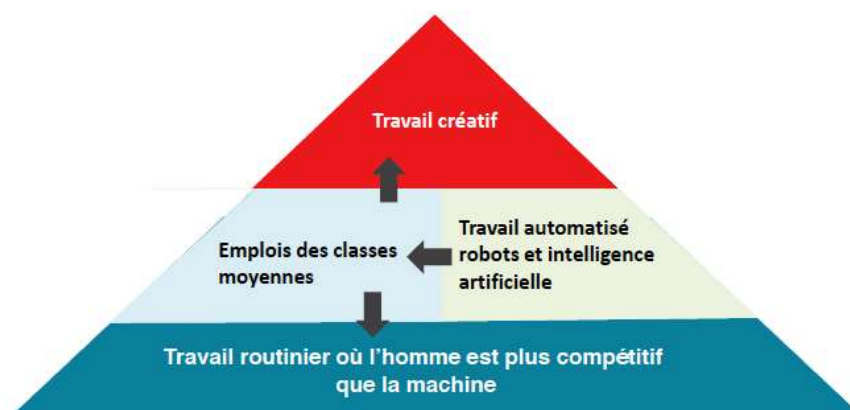 Travail créatif
Emplois des classes
moyennes
Travail automatisé
robots et intelligence
artificielle
Travail routinier où l’homme est plus compétitif
que la machine